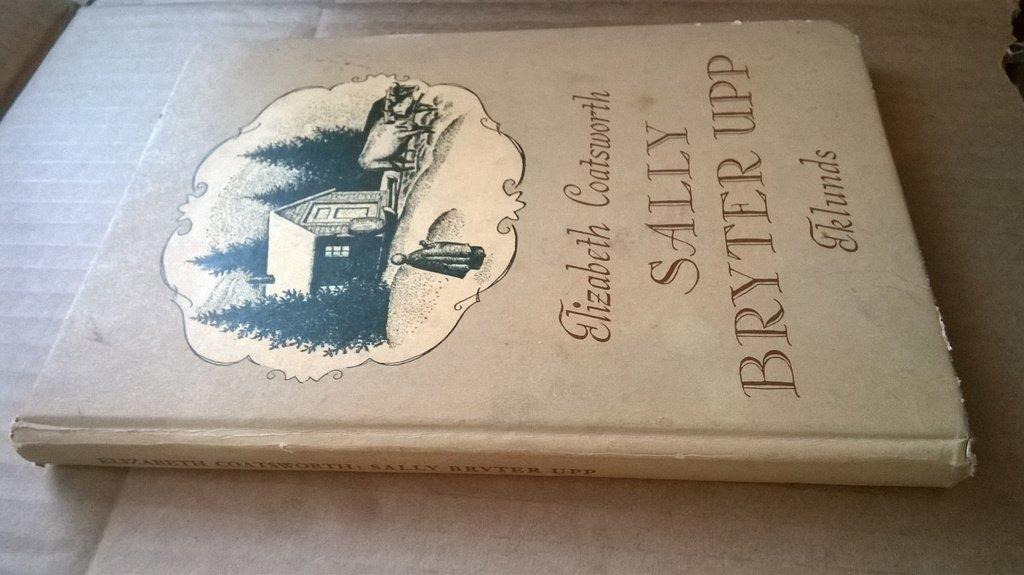 Elizabeth Coatsworth
SALLY
BRYTER UPP
Eklunds
ELIZABETH COATSWORTH: SALLY BRYTER UPP